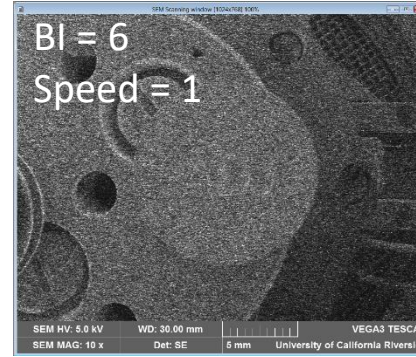 SEM Scanning window [1024x768] 100%
BI = 6
Speed = 1
SEM HV: 5.0 kV WD: 30.00 mm VEGA3 TESCA
SEM MAG: 10 x Det: SE 5 mm University of California Riversi